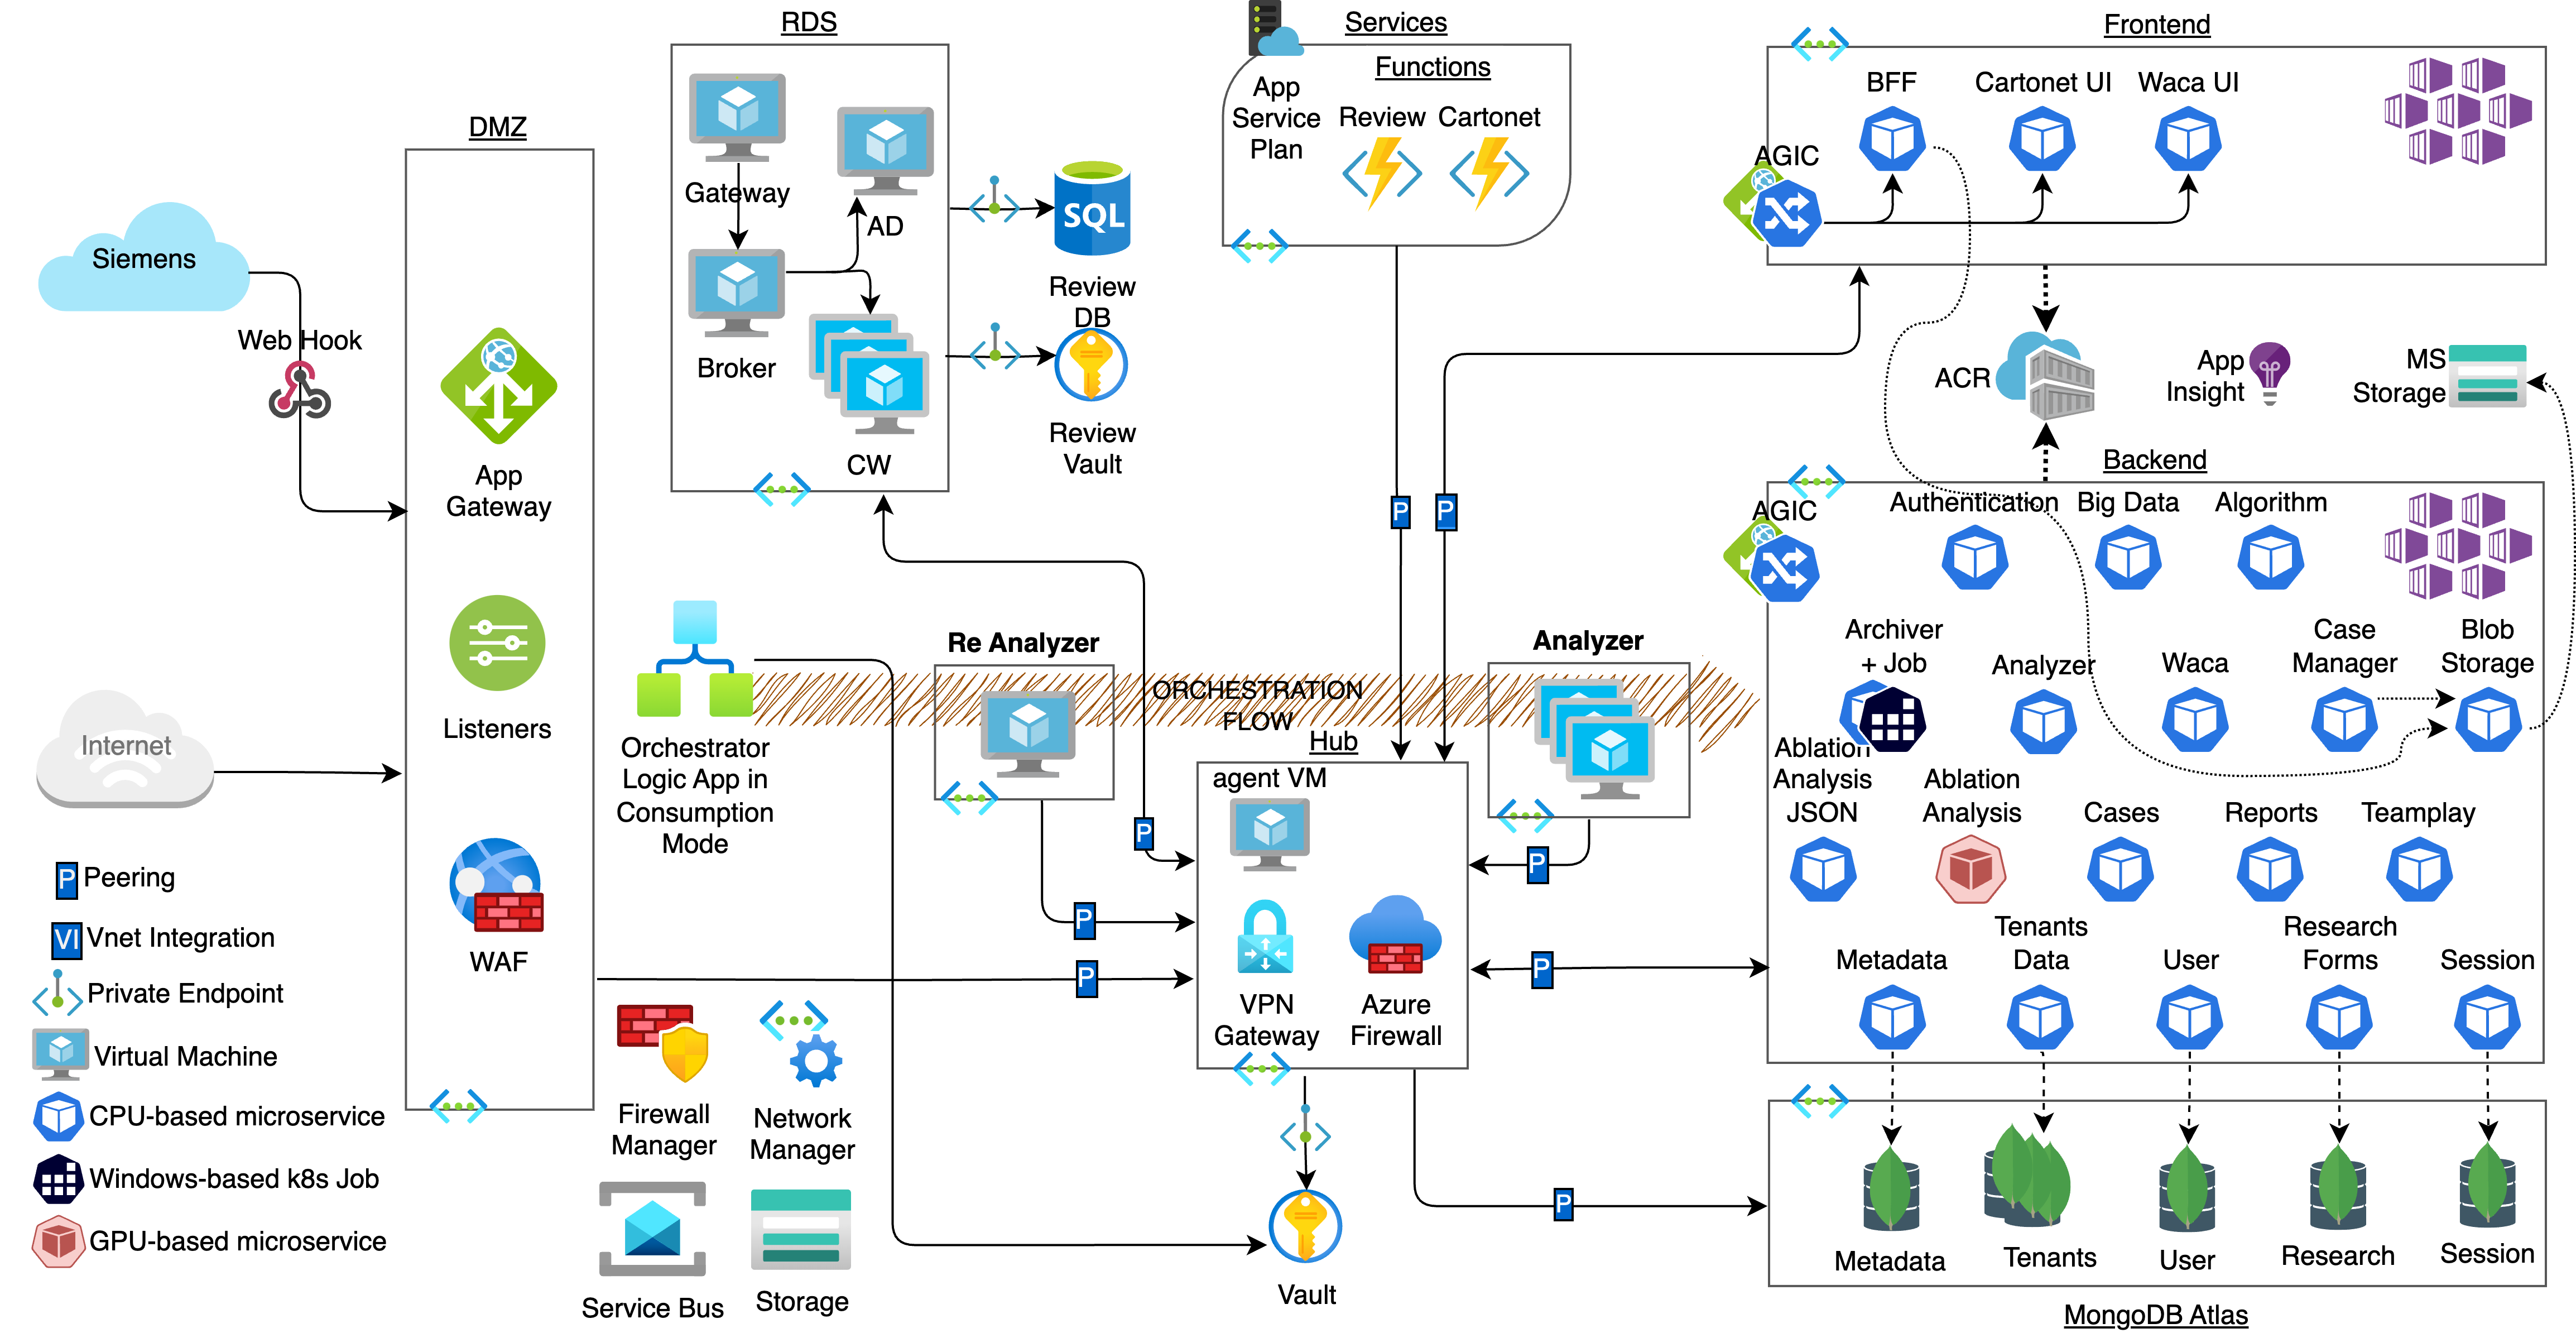 RDS
Services
Frontend
Functions
App
Service
Plan
Review
Cartonet
BFF
Cartonet UI
Waca UI
DMZ
AGIC
Gateway
AD
SQL
Siemens
Review
DB
Web Hook
Broker
ACR
App
Insight
MS
Storage
CW
Review
Vault
Backend
App
Gateway
P
P
AGIC
Authentication
Big Data
Algorithm
Re Analyzer
Analyzer
Archiver
+ Job
Analyzer
Waca
Case
Manager
Blob
Storage
ORCHESTRATION
FLOW
Listeners
Internet
Orchestrator
Logic App in
Consumption
Mode
Hub
agent VM
P
P
Ablation
Analysis
JSON
Ablation
Analysis
Cases
Reports
Teamplay
P Peering
VI Vnet Integration
Private Endpoint
Virtual Machine
CPU-based microservice
Windows-based k8s Job
GPU-based microservice
WAF
P
P
P
VPN
Gateway
Azure
Firewall
Metadata
Tenants
Data
User
Research
Forms
Session
Firewall
Manager
Network
Manager
P
Service Bus
Storage
Vault
Metadata
Tenants
User
Research
Session
MongoDB Atlas